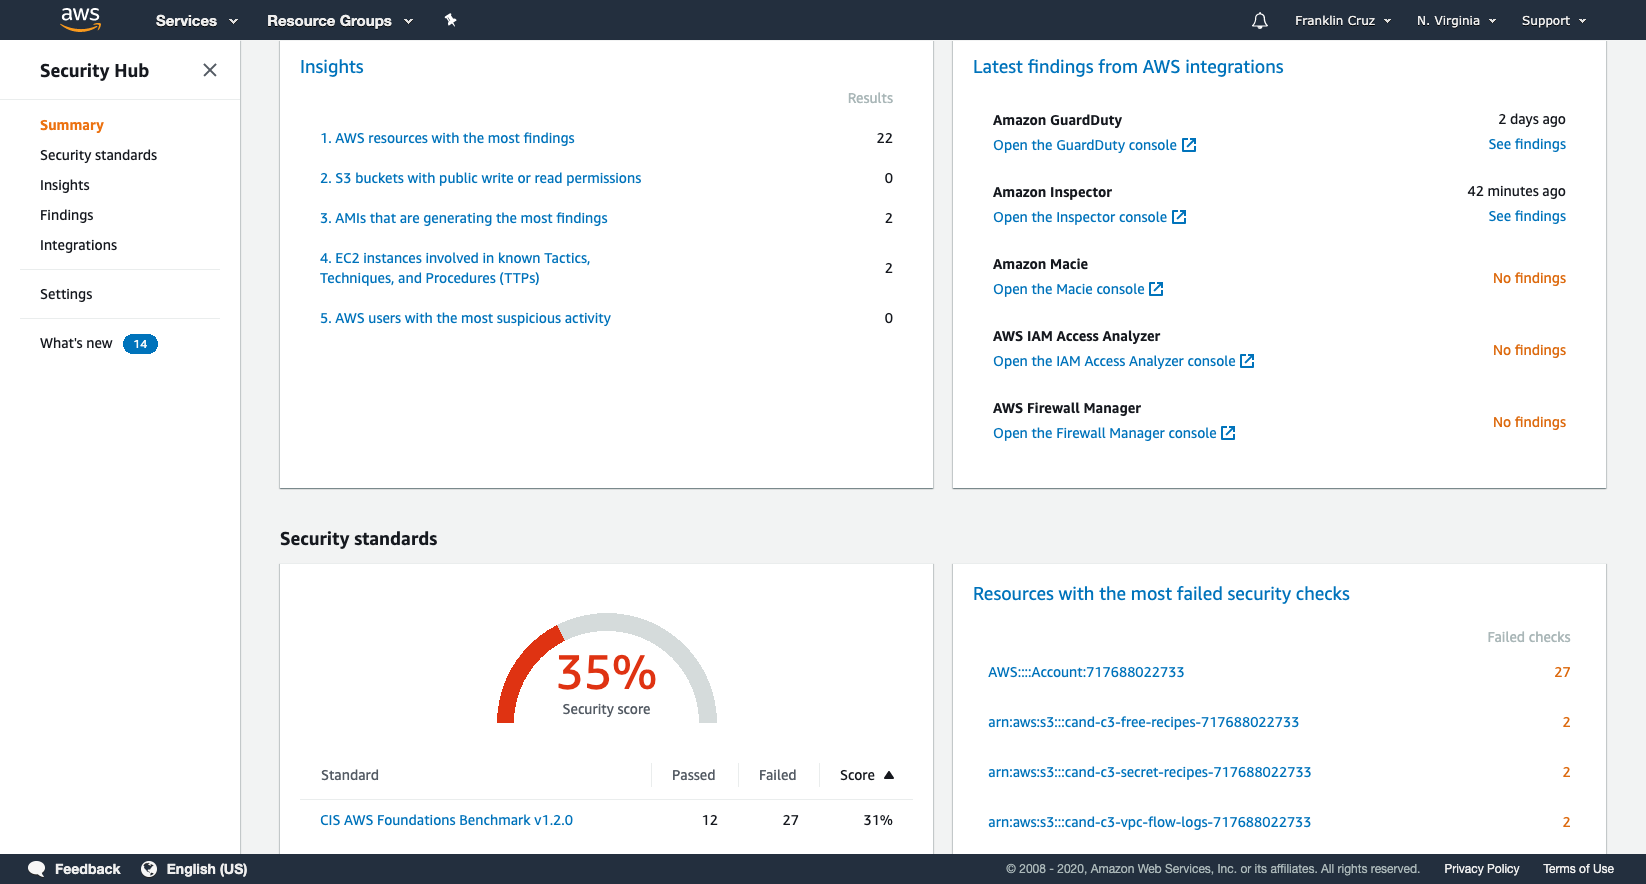 aws
Services
Resource Groups
Franklin Cruz
N. Virginia
Support
Security Hub
Summary
Security standards
Insights
Findings
Integrations
Settings
What's new 14
Insights
Results
1. AWS resources with the most findings 22
2. S3 buckets with public write or read permissions 0
3. AMIs that are generating the most findings 2
4. EC2 instances involved in known Tactics,
Techniques, and Procedures (TTPs) 2
5. AWS users with the most suspicious activity 0
Latest findings from AWS integrations
Amazon GuardDuty 2 days ago
Open the GuardDuty console See findings
Amazon Inspector 42 minutes ago
Open the Inspector console See findings
Amazon Macie
Open the Macie console No findings
AWS IAM Access Analyzer
Open the IAM Access Analyzer console No findings
AWS Firewall Manager
Open the Firewall Manager console No findings
Security standards
35%
Security score
Standard Passed Failed Score
CIS AWS Foundations Benchmark v1.2.0 12 27 31%
Resources with the most failed security checks
Failed checks
AWS::::Account:717688022733 27
arn:aws:s3:::cand-c3-free-recipes-717688022733 2
arn:aws:s3:::cand-c3-secret-recipes-717688022733 2
arn:aws:s3:::cand-c3-vpc-flow-logs-717688022733 2
Feedback
English (US)
© 2008 - 2020, Amazon Web Services, Inc. or its affiliates. All rights reserved.
Privacy Policy
Terms of Use